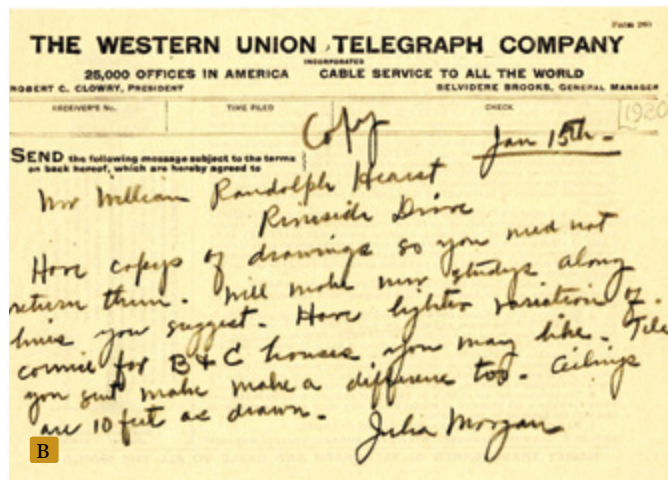 Form 260
THE WESTERN UNION TELEGRAPH COMPANY
INCORPORATED
25,000 OFFICES IN AMERICA CABLE SERVICE TO ALL THE WORLD
ROBERT C. CLOWRY, PRESIDENT BELVIDERE BROOKS, GENERAL MANAGER
RECEIVER'S No. TIME FILED CHECK
[1920
Copy
Jan 15th -
SEND the following message subject to the terms
on back hereof, which are hereby agreed to
Mr William Randolph Hearst
Riverside Drive
Have copys of drawings so you need not
return them. Will make new studys along
lines you suggest. Have lighter variation of
cornice for B & C houses you may like. Tile
you sent make make a difference too. Ceilings
are 10 feet as drawn.
Julia Morgan
B